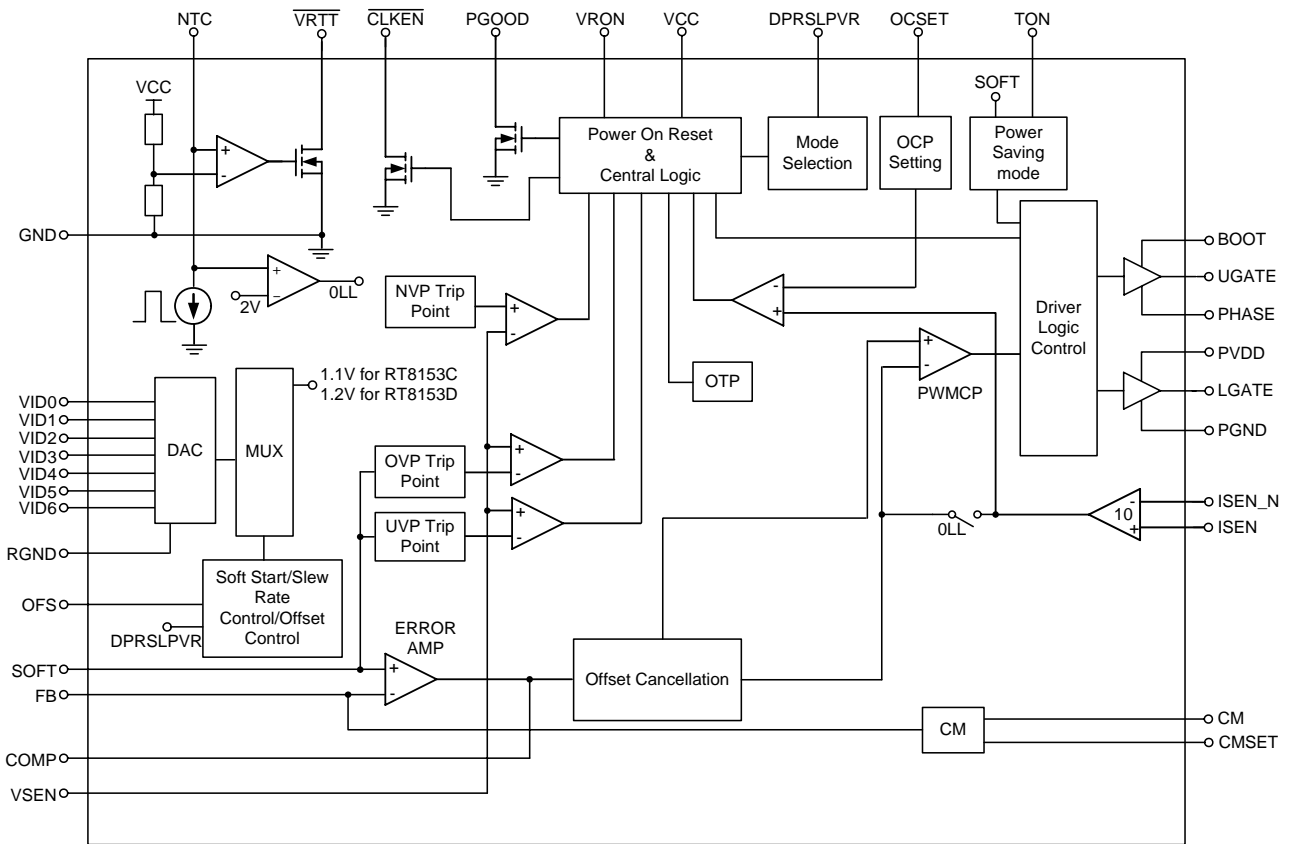 NTC
VRTT
CLKEN
PGOOD
VRON
VCC
DPRSLPVR
OCSET
TON
VCC
SOFT
+
-
Power On Reset
&
Central Logic
Mode
Selection
OCP
Setting
Power
Saving
mode
GND
+
−
2V
0LL
NVP Trip
Point
+
-
-
+
OTP
+
-
PWMCP
Driver
Logic
Control
BOOT
UGATE
PHASE
PVDD
LGATE
PGND
1.1V for RT8153C
1.2V for RT8153D
VID0
VID1
VID2
VID3
VID4
VID5
VID6
DAC
MUX
OVP Trip
Point
+
-
UVP Trip
Point
+
-
0LL
-
10
+
ISEN_N
ISEN
RGND
OFS
DPRSLPVR
Soft Start/Slew
Rate
Control/Offset
Control
ERROR
AMP
SOFT
FB
+
-
Offset Cancellation
CM
CM
CMSET
COMP
VSEN